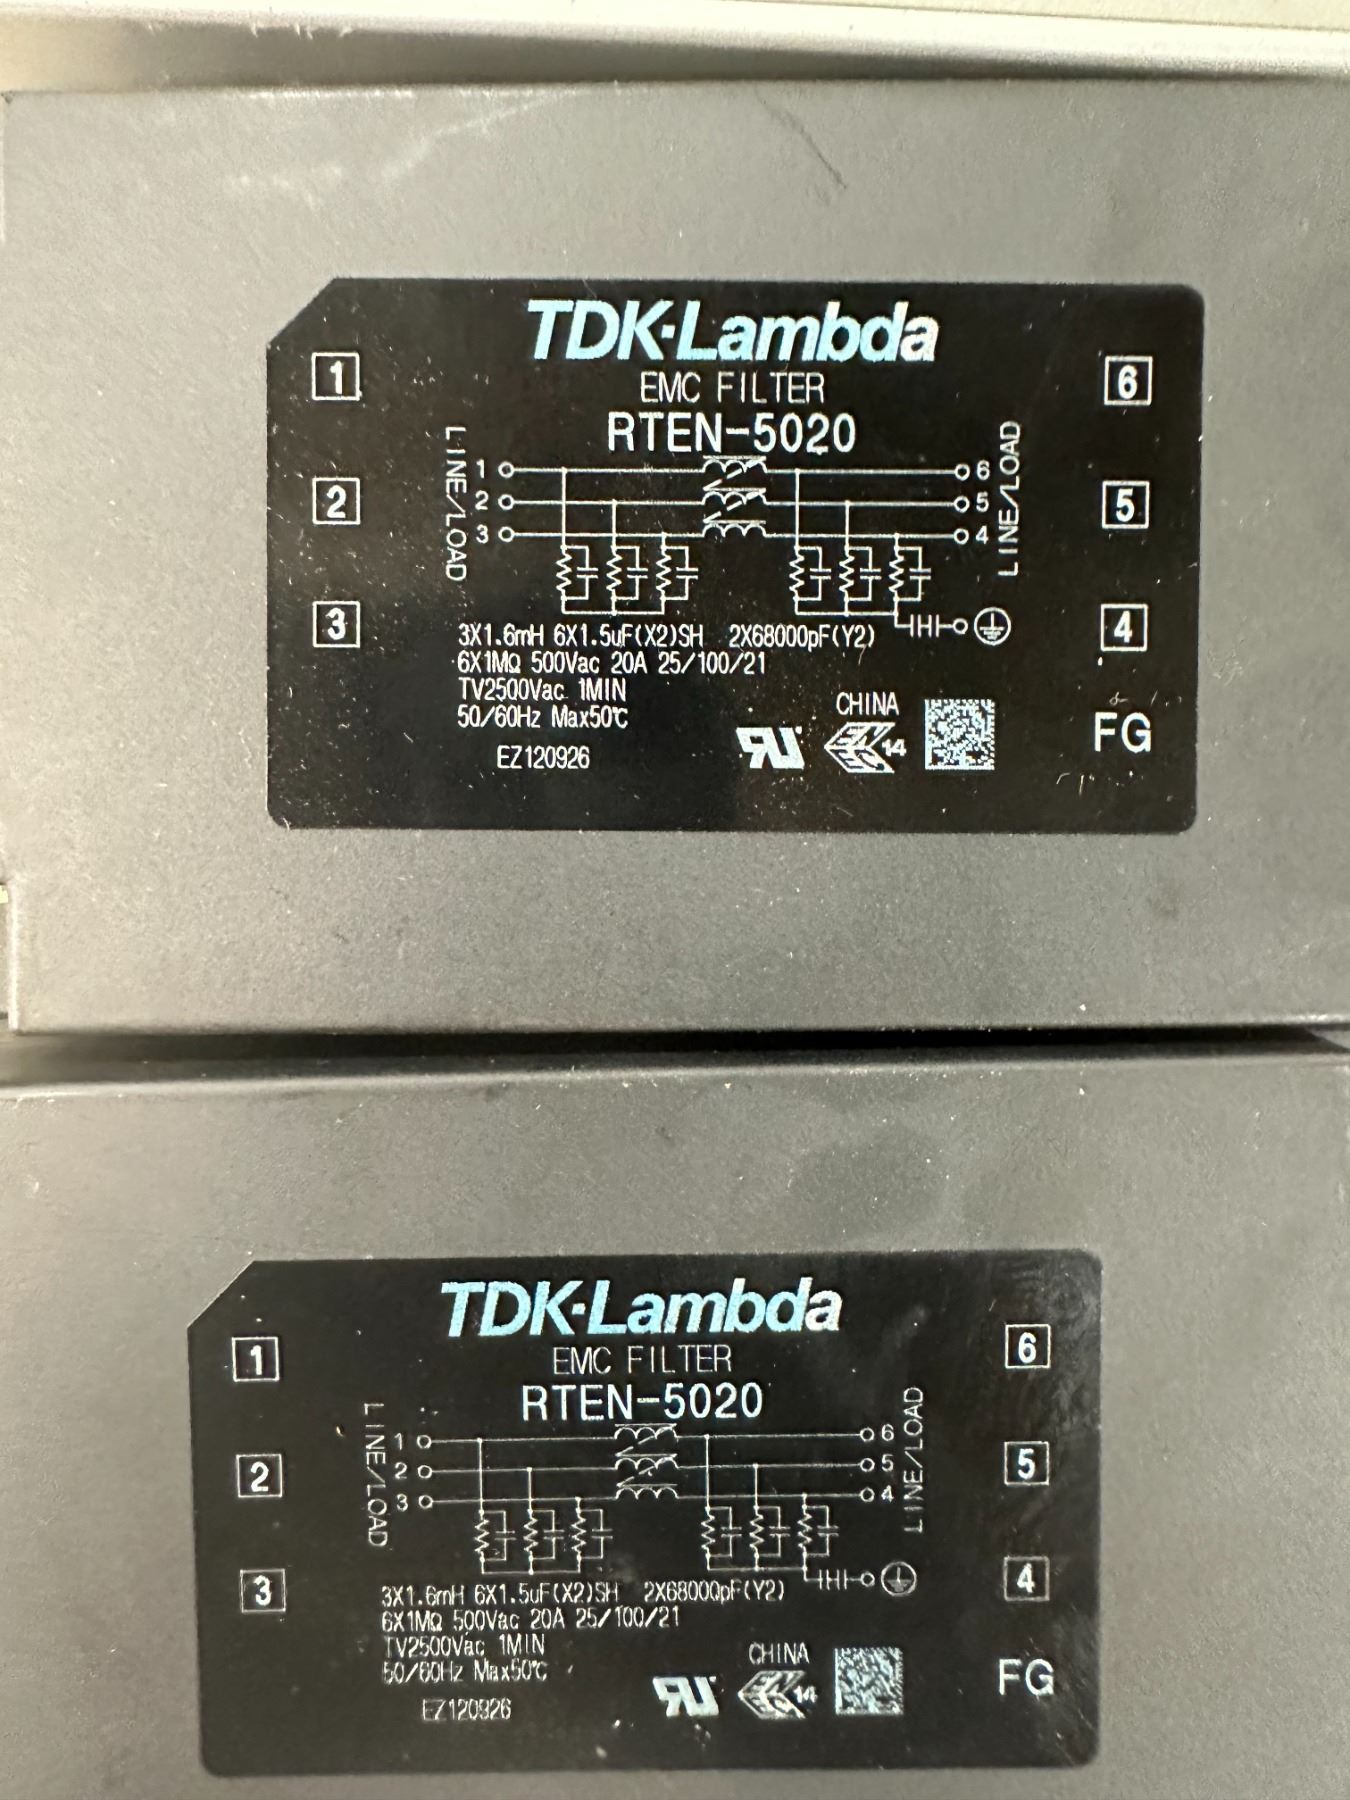 TDK-Lambda
EMC FILTER
RTEN-5020
1
2
3
LINE/LOAD
1
2
3
6
5
4
LINE/LOAD
6
5
4
FG
3X1.6mH 6X1.5uF(X2)SH 2X68000pF(Y2)
6X1MΩ 500Vac 20A 25/100/21
TV2500Vac 1MIN
50/60Hz Max50℃
EZ120926
CHINA
14
TDK-Lambda
EMC FILTER
RTEN-5020
1
2
3
LINE/LOAD
1
2
3
6
5
4
LINE/LOAD
6
5
4
FG
3X1.6mH 6X1.5uF(X2)SH 2X68000pF(Y2)
6X1MΩ 500Vac 20A 25/100/21
TV2500Vac 1MIN
50/60Hz Max50℃
EZ120926
CHINA
14